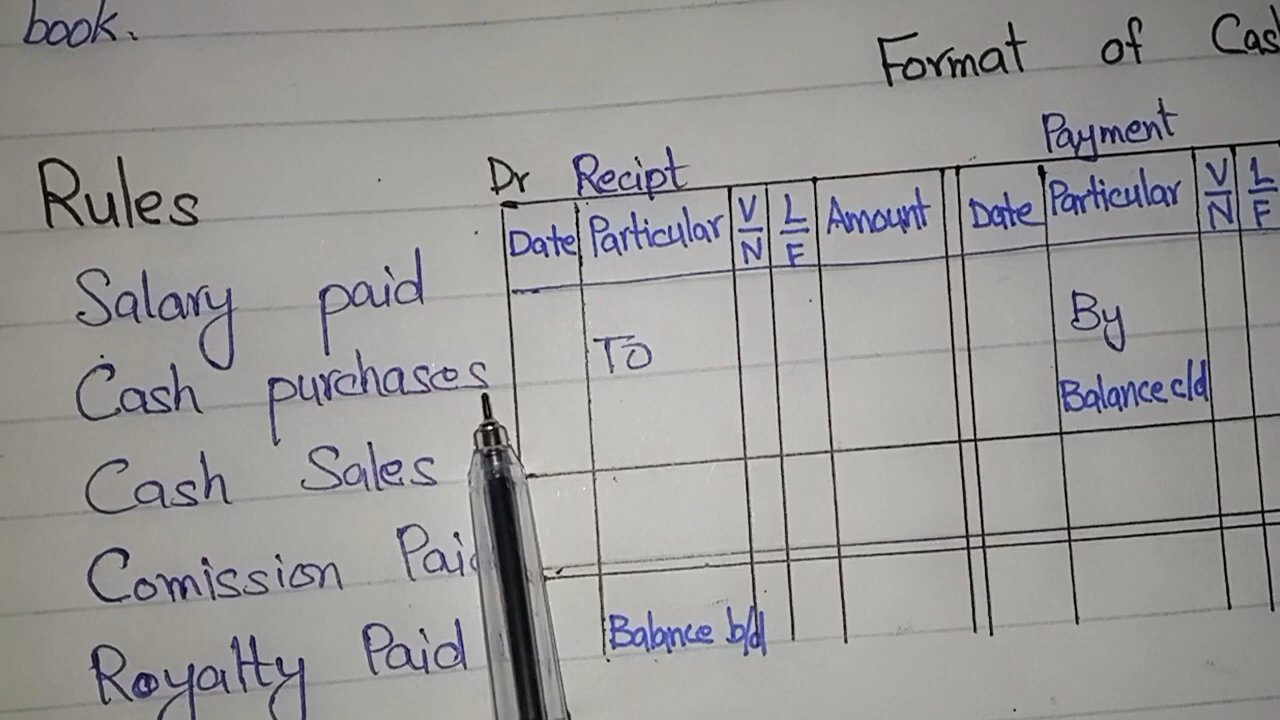 book.
Format of Cas
Rules
Salary paid
Cash purchases
Cash Sales
Comission Paid
Royalty Paid
Dr Recipt Payment
Date Particular V/N L/F Amount Date Particular V/N L/F
To By
Balance c/d
Balance b/d